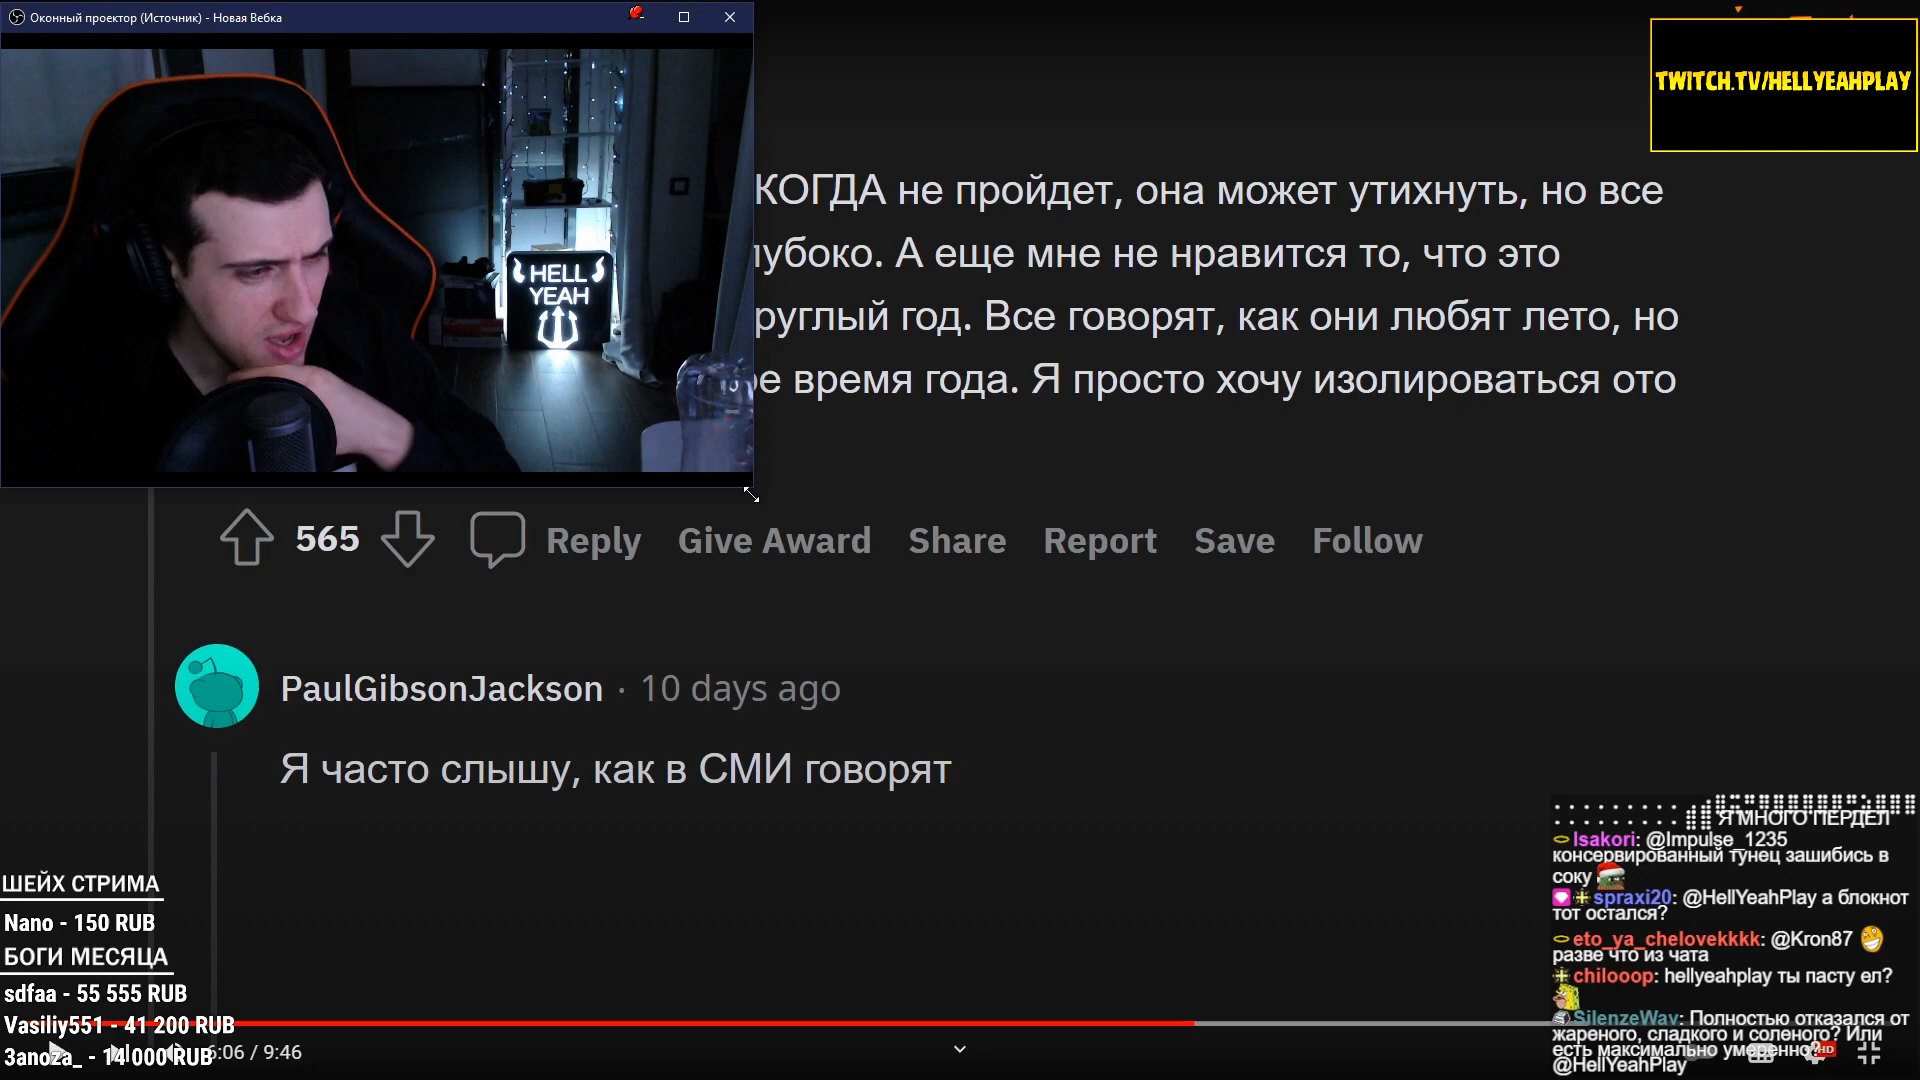 Оконный проектор (Источник) - Новая Вебка
TWITCH.TV/HELLYEAHPLAY
HELL
YEAH
КОГДА не пройдет, она может утихнуть, но все
лубоко. А еще мне не нравится то, что это
руглый год. Все говорят, как они любят лето, но
ре время года. Я просто хочу изолироваться ото
565 Reply Give Award Share Report Save Follow
PaulGibsonJackson · 10 days ago
Я часто слышу, как в СМИ говорят
ШЕЙХ СТРИМА
Nano - 150 RUB
БОГИ МЕСЯЦА
sdfaa - 55 555 RUB
Vasiliy551 - 41 200 RUB
3anoza_ - 14 000 RUB
6:06 / 9:46
Я МНОГО ПЕРДЕЛ
Isakori: @Impulse_1235
консервированный тунец зашибись в
соку
spraxi20: @HellYeahPlay а блокнот
тот остался?
eto_ya_chelovekkkk: @Kron87
разве что из чата
chilooop: hellyeahplay ты пасту ел?
SilenzeWav: Полностью отказался от
жареного, сладкого и соленого? Или
есть максимально умеренно?
@HellYeahPlay
HD